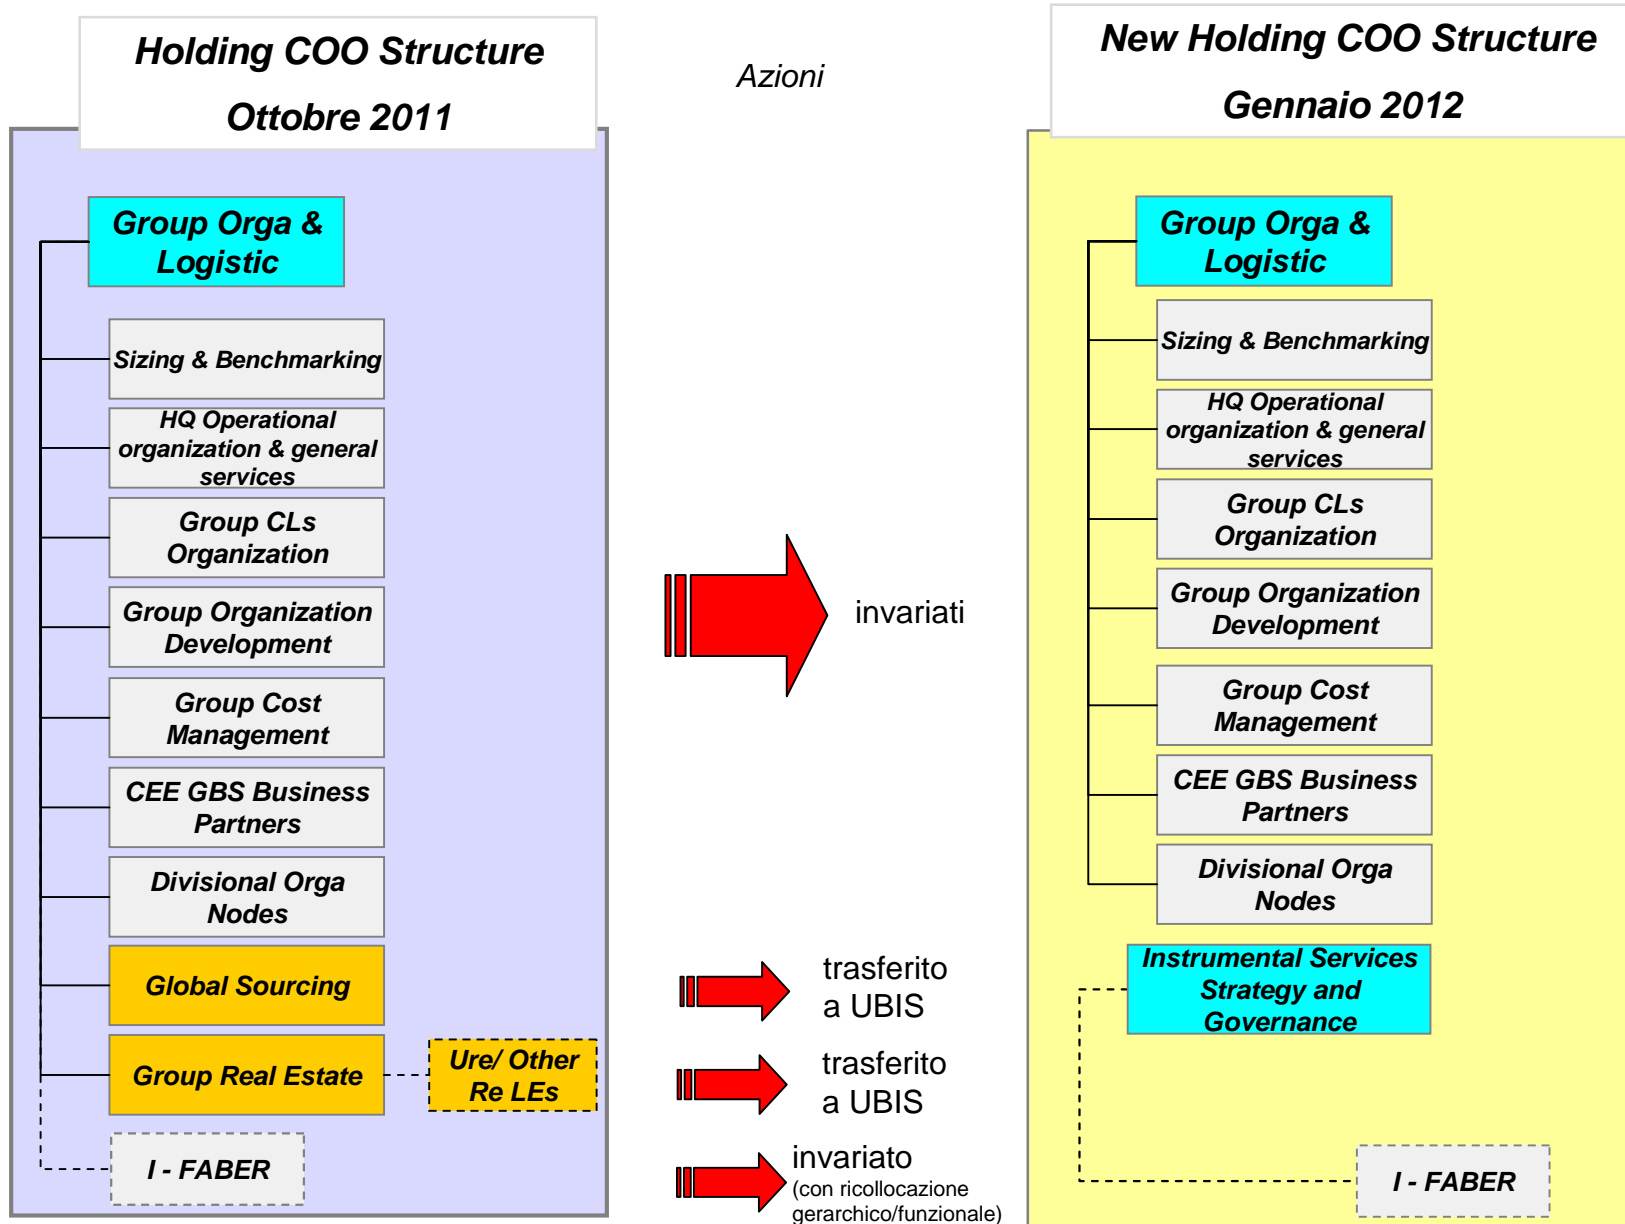 Holding COO Structure
Ottobre 2011
Group Orga &
Logistic
Sizing & Benchmarking
HQ Operational
organization & general
services
Group CLs
Organization
Group Organization
Development
Group Cost
Management
CEE GBS Business
Partners
Divisional Orga
Nodes
Global Sourcing
Group Real Estate
Ure/ Other
Re LEs
I - FABER
Azioni
invariati
trasferito
a UBIS
trasferito
a UBIS
invariato
(con ricollocazione
gerarchico/funzionale)
New Holding COO Structure
Gennaio 2012
Group Orga &
Logistic
Sizing & Benchmarking
HQ Operational
organization & general
services
Group CLs
Organization
Group Organization
Development
Group Cost
Management
CEE GBS Business
Partners
Divisional Orga
Nodes
Instrumental Services
Strategy and
Governance
I - FABER